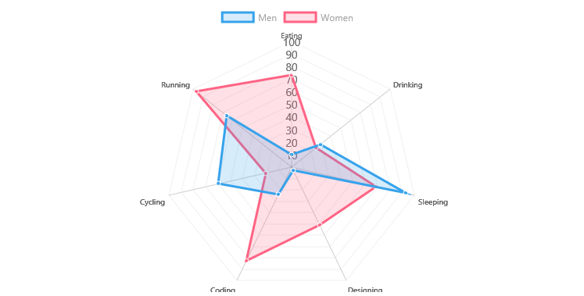 Men Women
Eating
100
90
80
70
60
50
40
30
20
10
Running
Drinking
Cycling
Sleeping
Coding
Designing